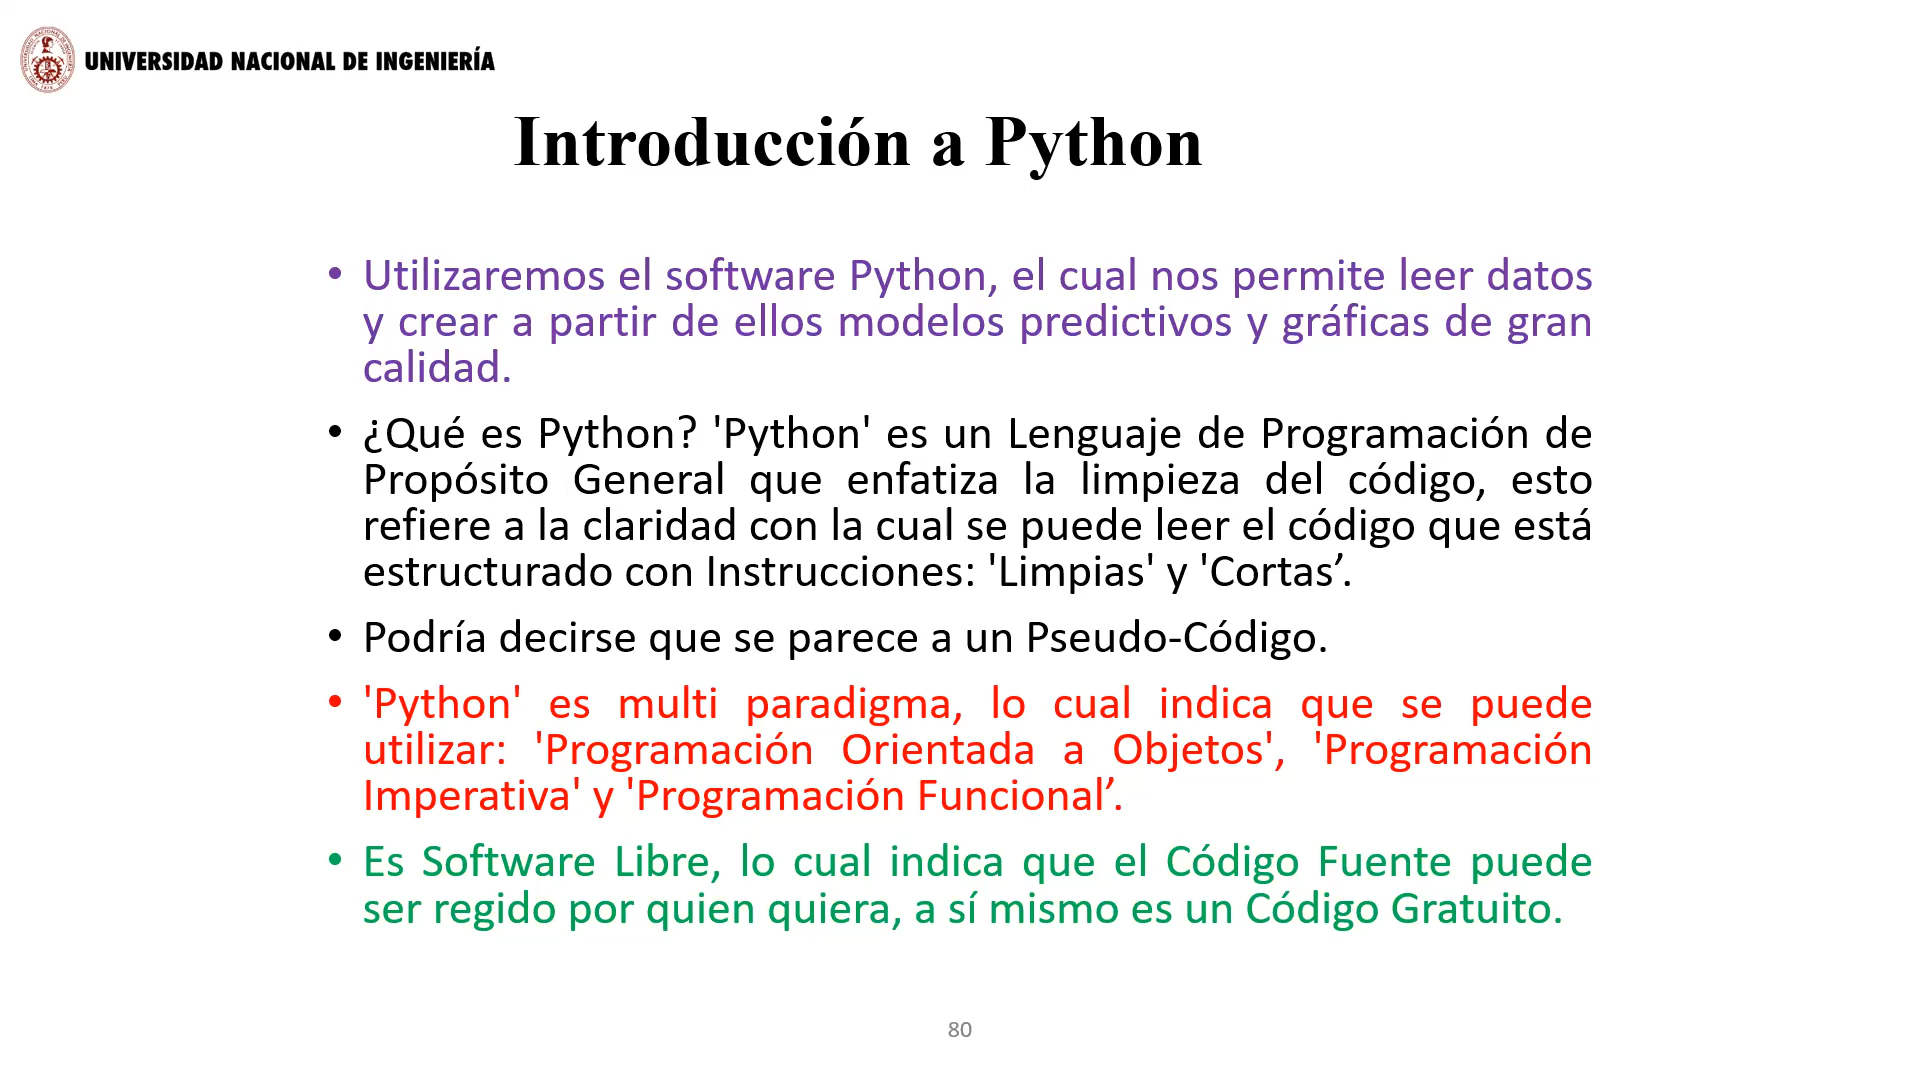 UNIVERSIDAD NACIONAL DE INGENIERÍA
Introducción a Python
• Utilizaremos el software Python, el cual nos permite leer datos
y crear a partir de ellos modelos predictivos y gráficas de gran
calidad.
• ¿Qué es Python? 'Python' es un Lenguaje de Programación de
Propósito General que enfatiza la limpieza del código, esto
refiere a la claridad con la cual se puede leer el código que está
estructurado con Instrucciones: 'Limpias' y 'Cortas’.
• Podría decirse que se parece a un Pseudo-Código.
• 'Python' es multi paradigma, lo cual indica que se puede
utilizar: 'Programación Orientada a Objetos', 'Programación
Imperativa' y 'Programación Funcional’.
• Es Software Libre, lo cual indica que el Código Fuente puede
ser regido por quien quiera, a sí mismo es un Código Gratuito.
80